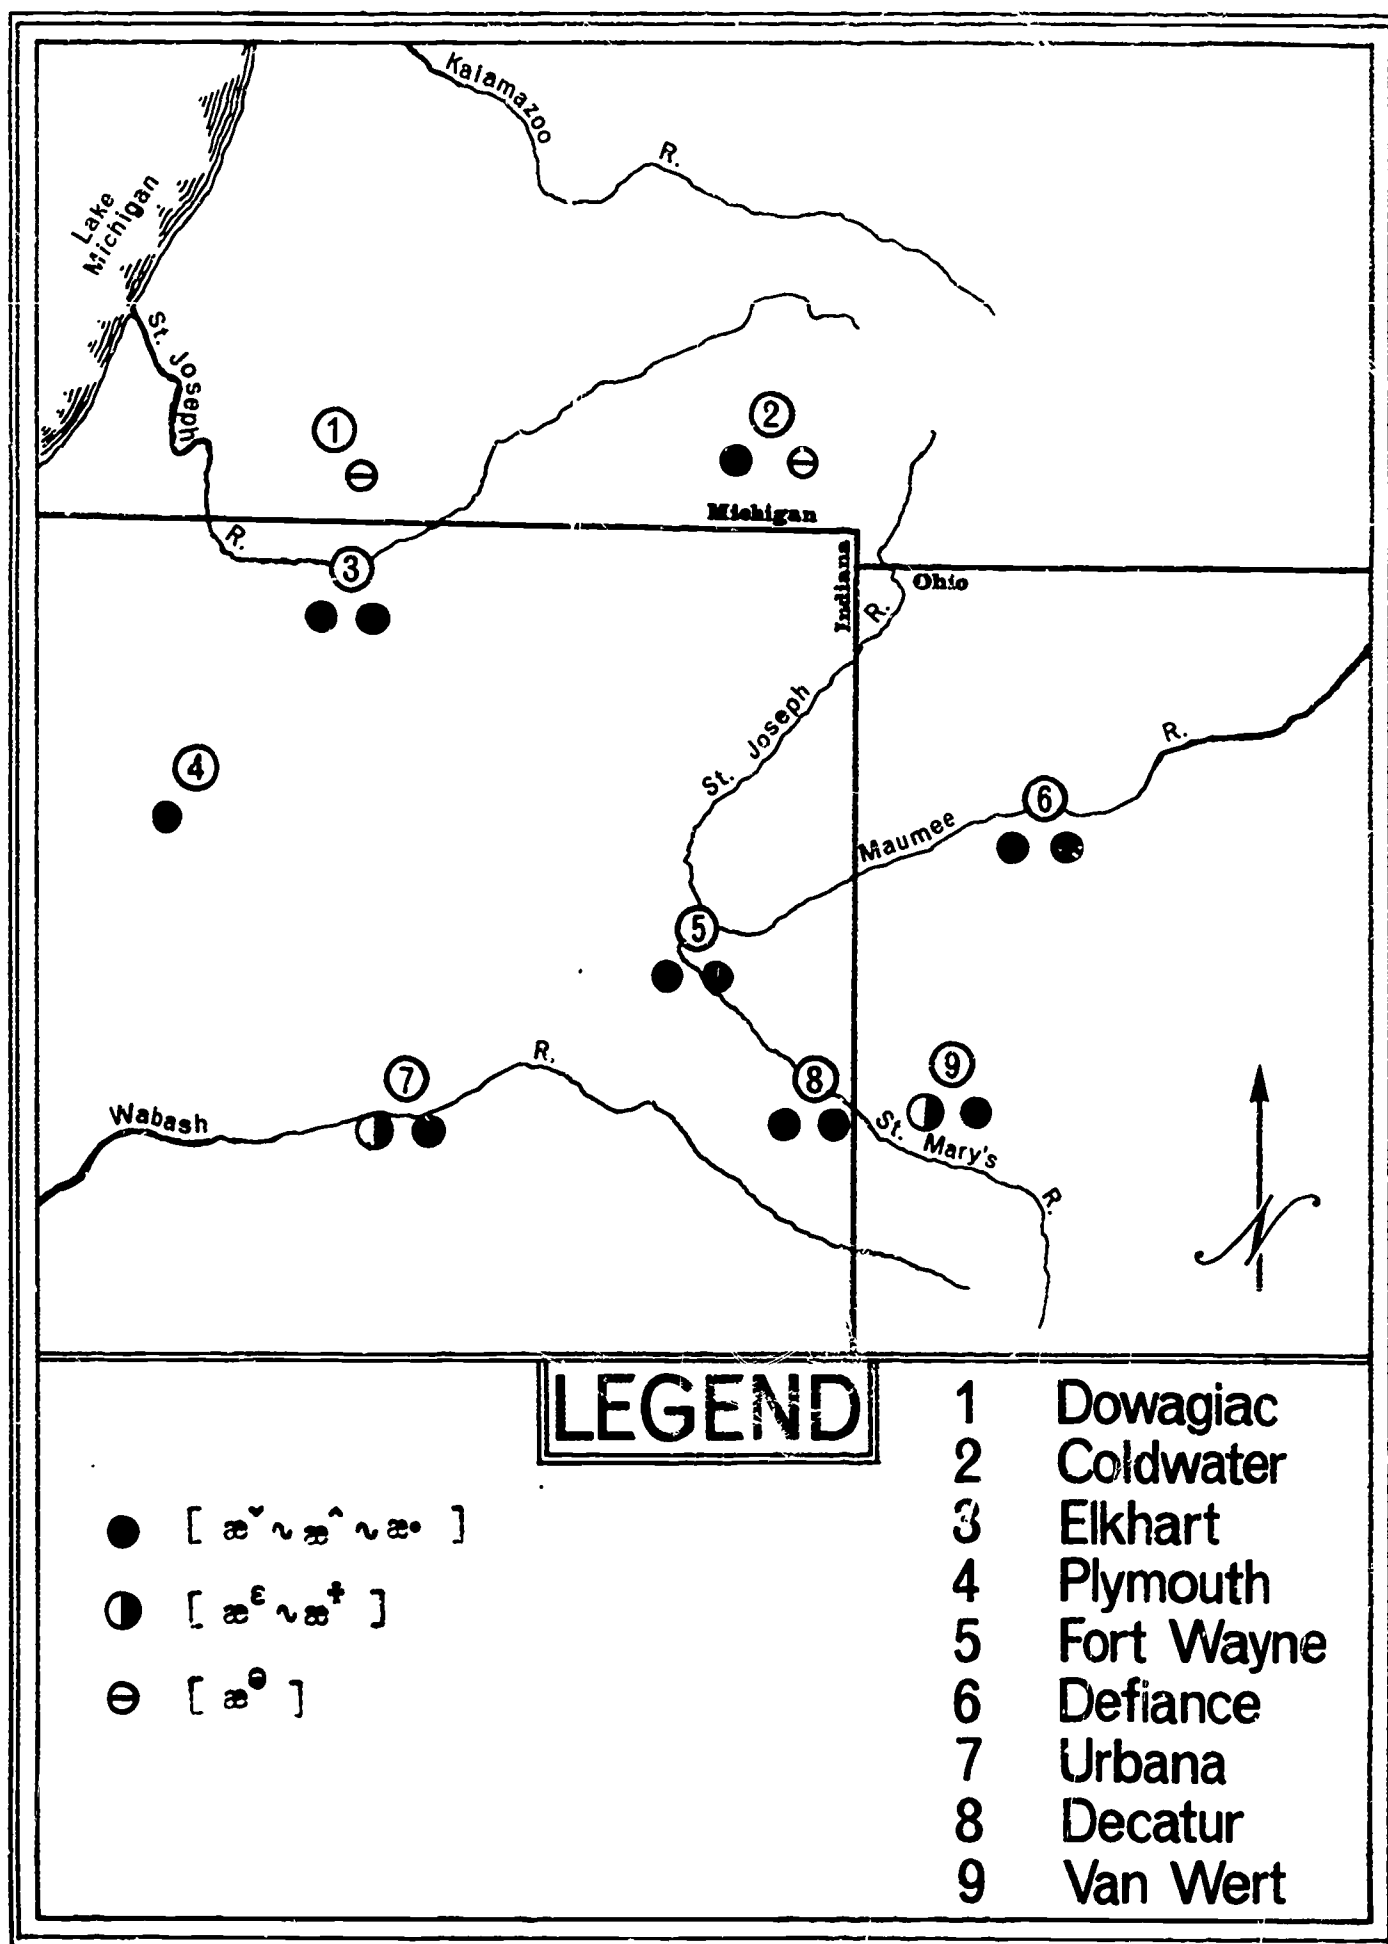 Kalamazoo R.
Lake
Michigan
St. Joseph R.
1
2
Michigan
3
Indiana
Ohio
R.
St. Joseph
4
R.
6
Maumee
5
R.
7
8
9
Wabash
St. Mary's R.
N
LEGEND
[ æ˅ ~ æ˄ ~ æ• ]
[ æᵋ ~ æ⁺ ]
[ æᶿ ]
1 Dowagiac
2 Coldwater
3 Elkhart
4 Plymouth
5 Fort Wayne
6 Defiance
7 Urbana
8 Decatur
9 Van Wert